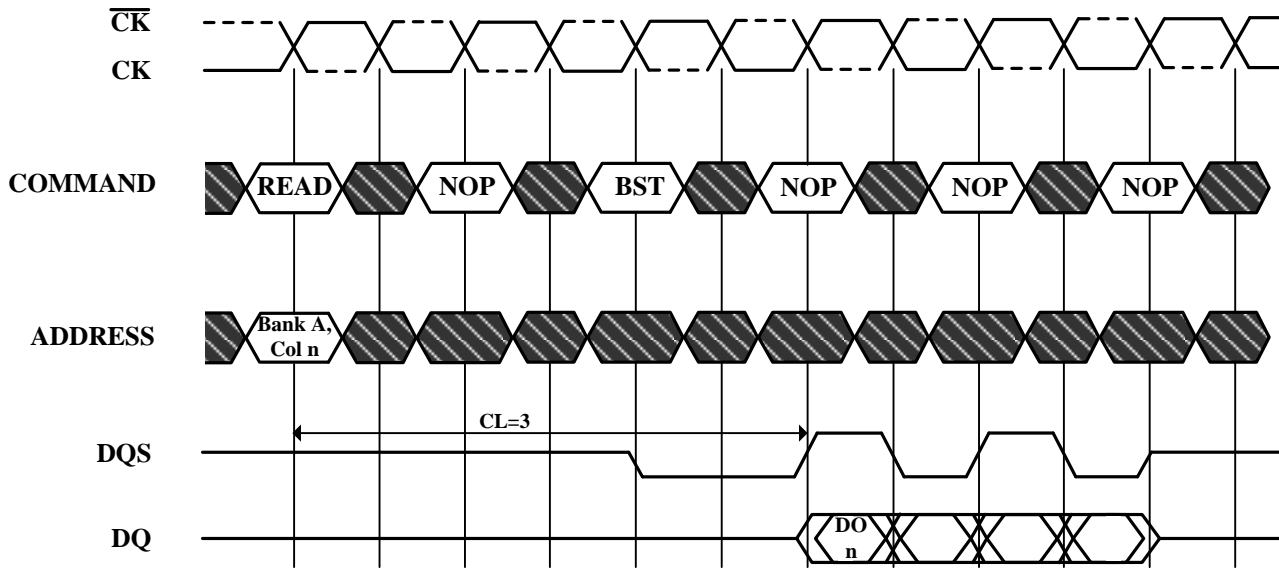 CK
CK
COMMAND
READ
NOP
BST
NOP
NOP
NOP
ADDRESS
Bank A,
Col n
CL=3
DQS
DQ
DO
n